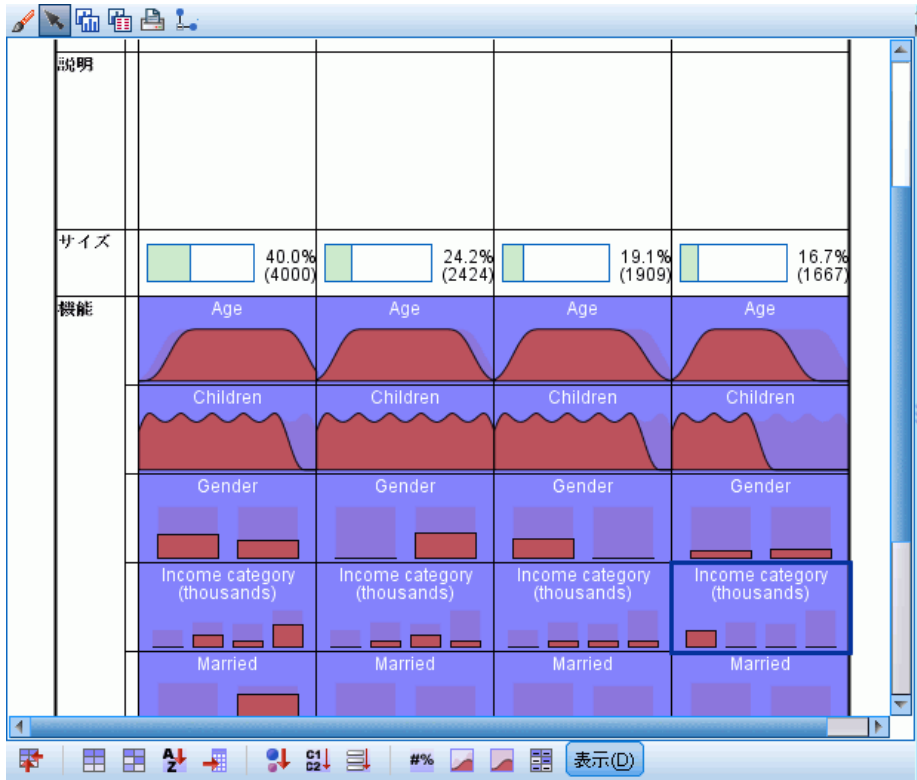 説明
サイズ
40.0% 24.2% 19.1% 16.7%
(4000) (2424) (1909) (1667)
機能
Age Age Age Age
Children Children Children Children
Gender Gender Gender Gender
Income category Income category Income category Income category
(thousands) (thousands) (thousands) (thousands)
Married Married Married Married
A
Z
C1
C2
#%
表示(D)